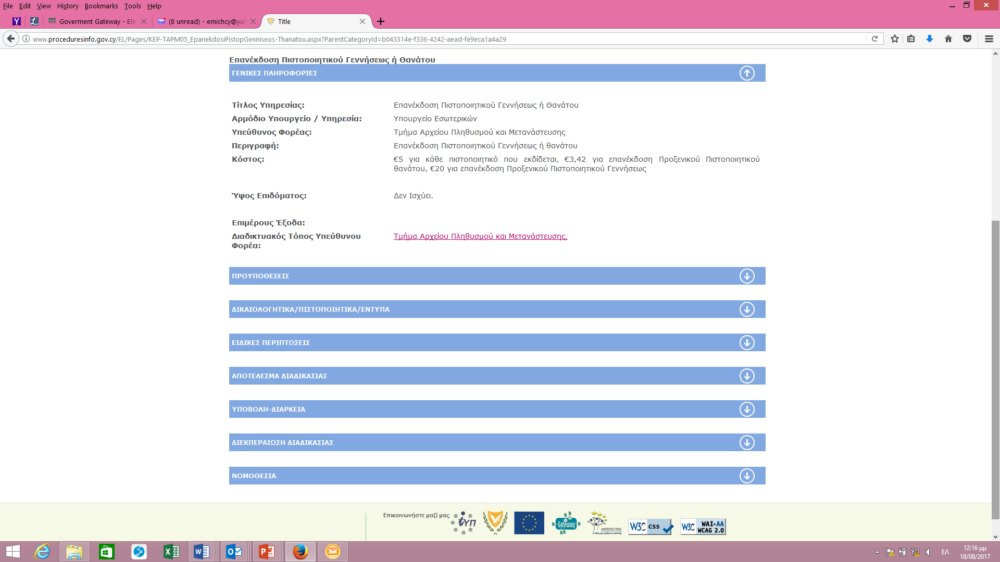 File Edit View History Bookmarks Tools Help
Goverment Gateway - Ele
(8 unread) - emichcy@yah
Title
www.proceduresinfo.gov.cy/EL/Pages/KEP-TAPM05_EpanekdosiPistopGenniseos-Thanatou.aspx?ParentCategoryId=b043314e-f336-4242-aead-fe9eca1a4a29
Επανέκδοση Πιστοποιητικού Γεννήσεως ή Θανάτου
ΓΕΝΙΚΕΣ ΠΛΗΡΟΦΟΡΙΕΣ
Τίτλος Υπηρεσίας: Επανέκδοση Πιστοποιητικού Γεννήσεως ή Θανάτου
Αρμόδιο Υπουργείο / Υπηρεσία: Υπουργείο Εσωτερικών
Υπεύθυνος Φορέας: Τμήμα Αρχείου Πληθυσμού και Μετανάστευσης
Περιγραφή: Επανέκδοση Πιστοποιητικού Γεννήσεως ή θανάτου
Κόστος: €5 για κάθε πιστοποιητικό που εκδίδεται, €3,42 για επανέκδοση Προξενικού Πιστοποιητικού
θανάτου, €20 για επανέκδοση Προξενικού Πιστοποιητικού Γεννήσεως
Ύψος Επιδόματος: Δεν Ισχύει.
Επιμέρους Έξοδα:
Διαδικτυακός Τόπος Υπεύθυνου Τμήμα Αρχείου Πληθυσμού και Μετανάστευσης.
Φορέα:
ΠΡΟΥΠΟΘΕΣΕΙΣ
ΔΙΚΑΙΟΛΟΓΗΤΙΚΑ/ΠΙΣΤΟΠΟΙΗΤΙΚΑ/ΕΝΤΥΠΑ
ΕΙΔΙΚΕΣ ΠΕΡΙΠΤΩΣΕΙΣ
ΑΠΟΤΕΛΕΣΜΑ ΔΙΑΔΙΚΑΣΙΑΣ
ΥΠΟΒΟΛΗ-ΔΙΑΡΚΕΙΑ
ΔΙΕΚΠΕΡΑΙΩΣΗ ΔΙΑΔΙΚΑΣΙΑΣ
ΝΟΜΟΘΕΣΙΑ
Επικοινωνήστε μαζί μας
τυπ
Gateway
ΔΙΑΡΘΡΩΤΙΚΑ ΤΑΜΕΙΑ
W3C css
W3C WAI-AA
WCAG 2.0
ΕΛ
12:16 μμ
18/08/2017